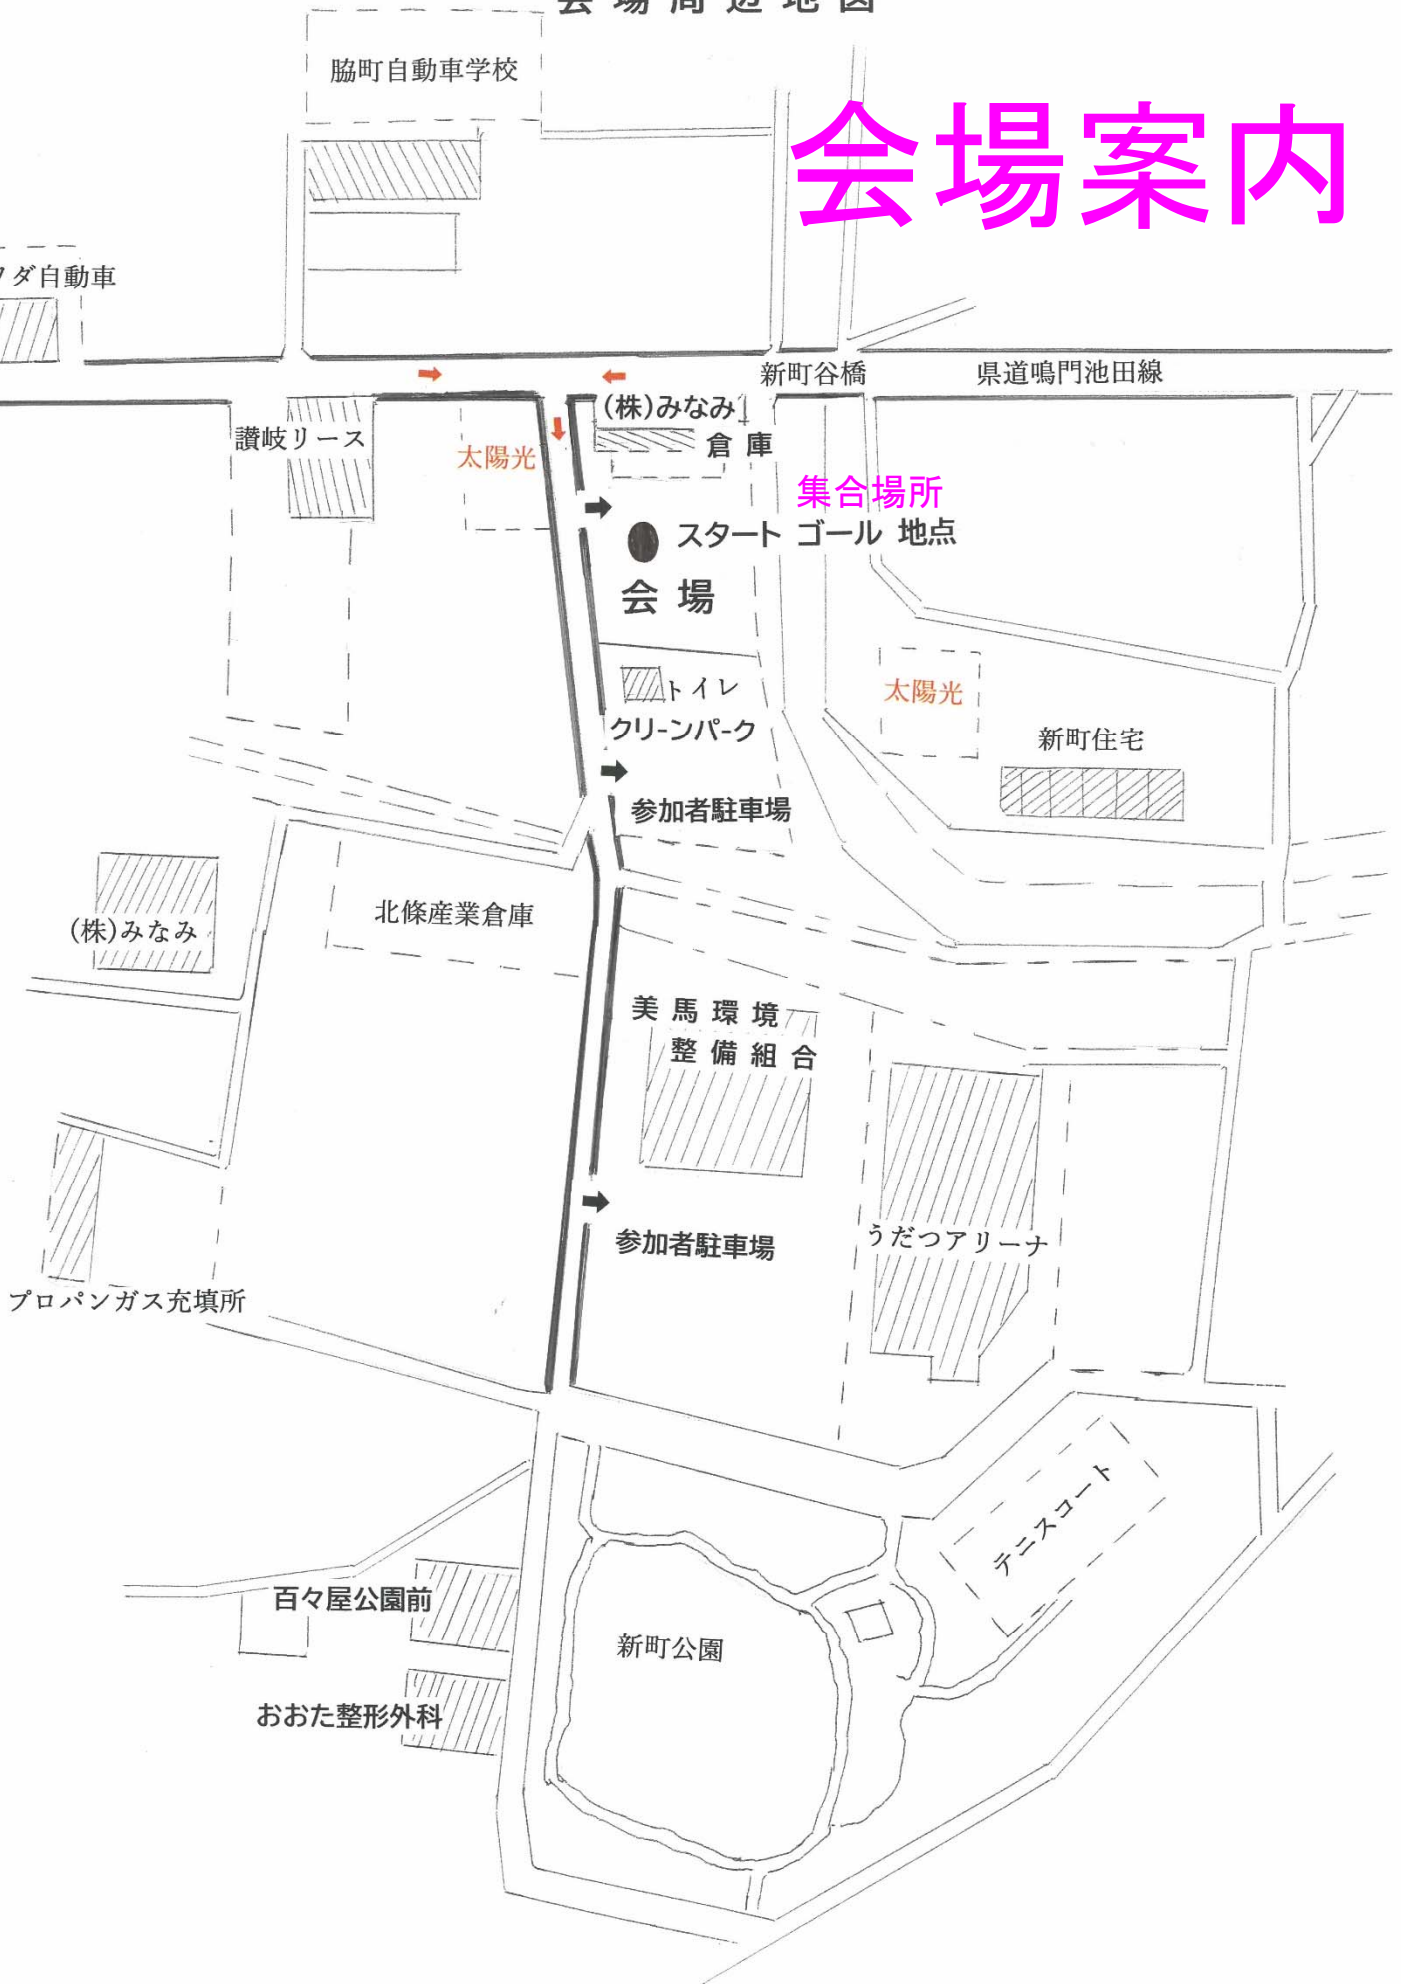 会場周辺地図
脇町自動車学校
会場案内
ダ自動車
新町谷橋
県道鳴門池田線
(株)みなみ
讃岐リース
太陽光
倉庫
集合場所
スタート ゴール 地点
会場
トイレ
太陽光
クリーンパーク
新町住宅
参加者駐車場
北條産業倉庫
(株)みなみ
美馬環境
整備組合
参加者駐車場
うだつアリーナ
プロパンガス充填所
テニスコート
百々屋公園前
新町公園
おおた整形外科